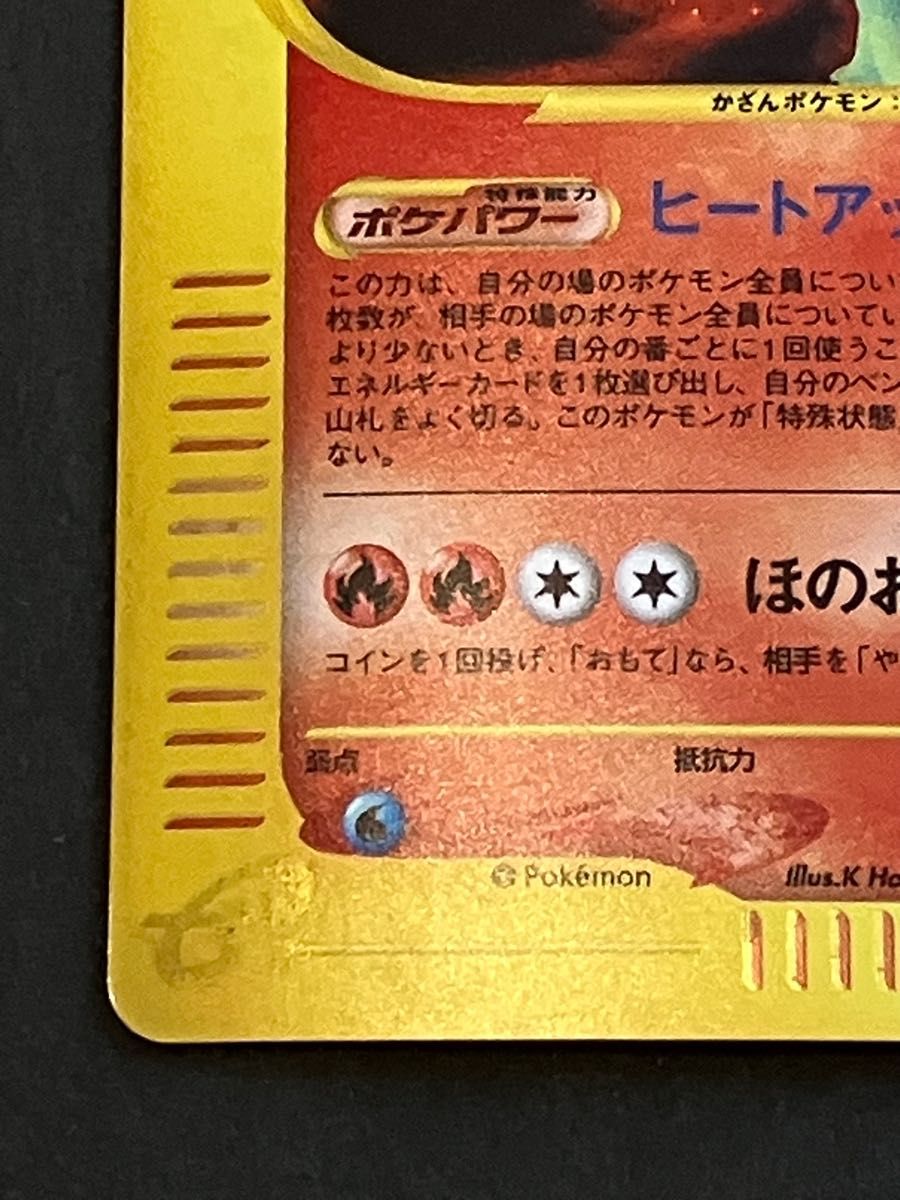 かざんポケモン：
特殊能力
ポケパワー ヒートアッ
この力は、自分の場のポケモン全員につい
枚数が、相手の場のポケモン全員についてい
より少ないとき、自分の番ごとに1回使うこ
エネルギーカードを1枚選び出し、自分のベン
山札をよく切る。このポケモンが「特殊状態
ない。
ほのお
コインを1回投げ、「おもて」なら、相手を「や
弱点 抵抗力
© Pokémon Illus.K Ho